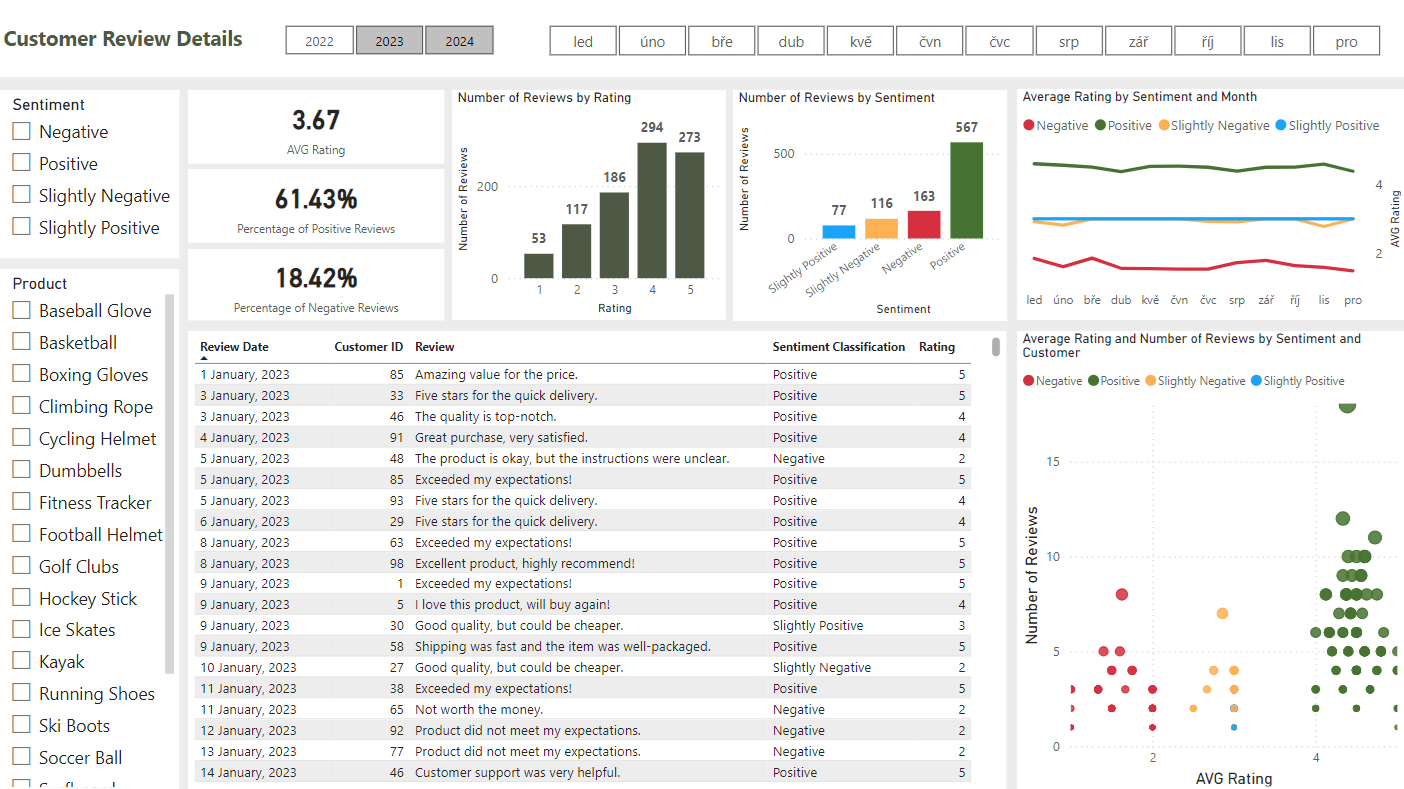 Customer Review Details
2022 2023 2024
led úno bře dub kvě čvn čvc srp zář říj lis pro
Sentiment
Negative
Positive
Slightly Negative
Slightly Positive
Product
Baseball Glove
Basketball
Boxing Gloves
Climbing Rope
Cycling Helmet
Dumbbells
Fitness Tracker
Football Helmet
Golf Clubs
Hockey Stick
Ice Skates
Kayak
Running Shoes
Ski Boots
Soccer Ball
3.67
AVG Rating
61.43%
Percentage of Positive Reviews
18.42%
Percentage of Negative Reviews
Number of Reviews by Rating
Number of Reviews
200
0
53
117
186
294
273
1 2 3 4 5
Rating
Number of Reviews by Sentiment
Number of Reviews
500
0
77
116
163
567
Slightly Positive
Slightly Negative
Negative
Positive
Sentiment
Average Rating by Sentiment and Month
Negative Positive Slightly Negative Slightly Positive
4
2
AVG Rating
led úno bře dub kvě čvn čvc srp zář říj lis pro
Review Date Customer ID Review Sentiment Classification Rating
1 January, 2023 85 Amazing value for the price. Positive 5
3 January, 2023 33 Five stars for the quick delivery. Positive 5
3 January, 2023 46 The quality is top-notch. Positive 4
4 January, 2023 91 Great purchase, very satisfied. Positive 4
5 January, 2023 48 The product is okay, but the instructions were unclear. Negative 2
5 January, 2023 85 Exceeded my expectations! Positive 5
5 January, 2023 93 Five stars for the quick delivery. Positive 4
6 January, 2023 29 Five stars for the quick delivery. Positive 4
8 January, 2023 63 Exceeded my expectations! Positive 5
8 January, 2023 98 Excellent product, highly recommend! Positive 5
9 January, 2023 1 Exceeded my expectations! Positive 5
9 January, 2023 5 I love this product, will buy again! Positive 4
9 January, 2023 30 Good quality, but could be cheaper. Slightly Positive 3
9 January, 2023 58 Shipping was fast and the item was well-packaged. Positive 5
10 January, 2023 27 Good quality, but could be cheaper. Slightly Negative 2
11 January, 2023 38 Exceeded my expectations! Positive 5
11 January, 2023 65 Not worth the money. Negative 2
12 January, 2023 92 Product did not meet my expectations. Negative 2
13 January, 2023 77 Product did not meet my expectations. Negative 2
14 January, 2023 46 Customer support was very helpful. Positive 5
Average Rating and Number of Reviews by Sentiment and
Customer
Negative Positive Slightly Negative Slightly Positive
Number of Reviews
15
10
5
0
2 4
AVG Rating